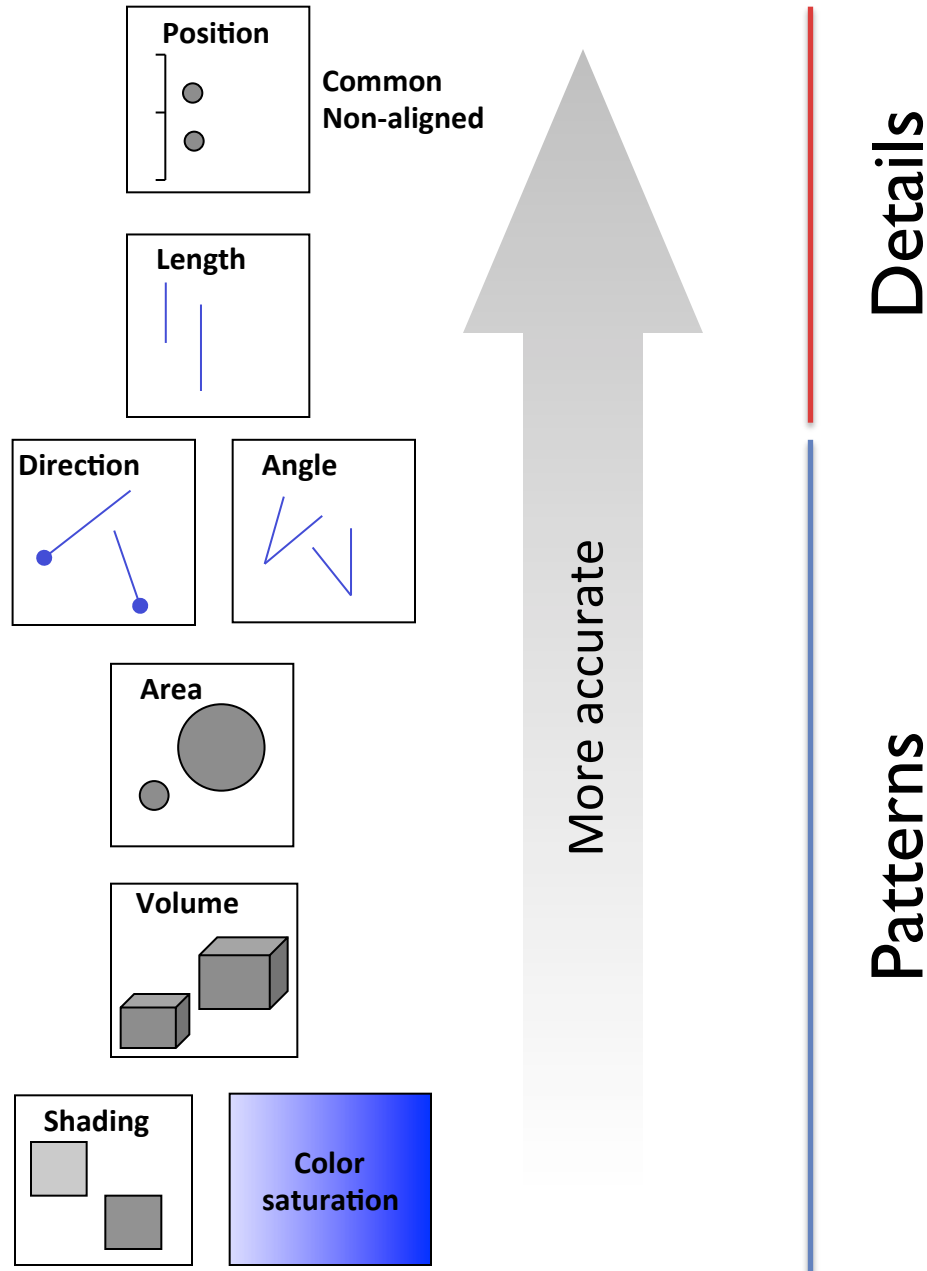 Position
Common
Non-aligned
Length
Direction
Angle
Area
Volume
Shading
Color
saturation
More accurate
Details
Patterns